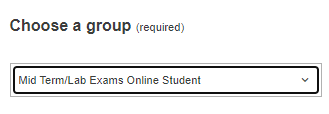 Choose a group (required)
Mid Term/Lab Exams Online Student